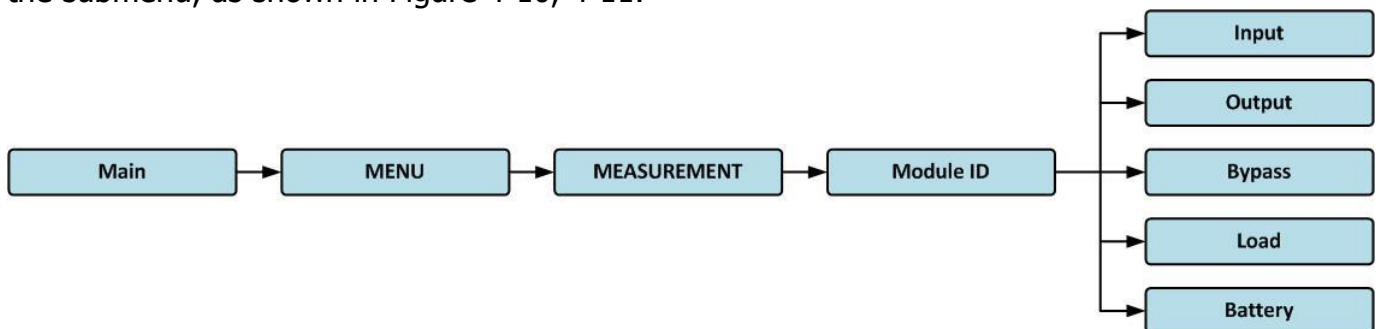 the submenu, as shown in Figure 4-10, 4-11.
Main
MENU
MEASUREMENT
Module ID
Input
Output
Bypass
Load
Battery